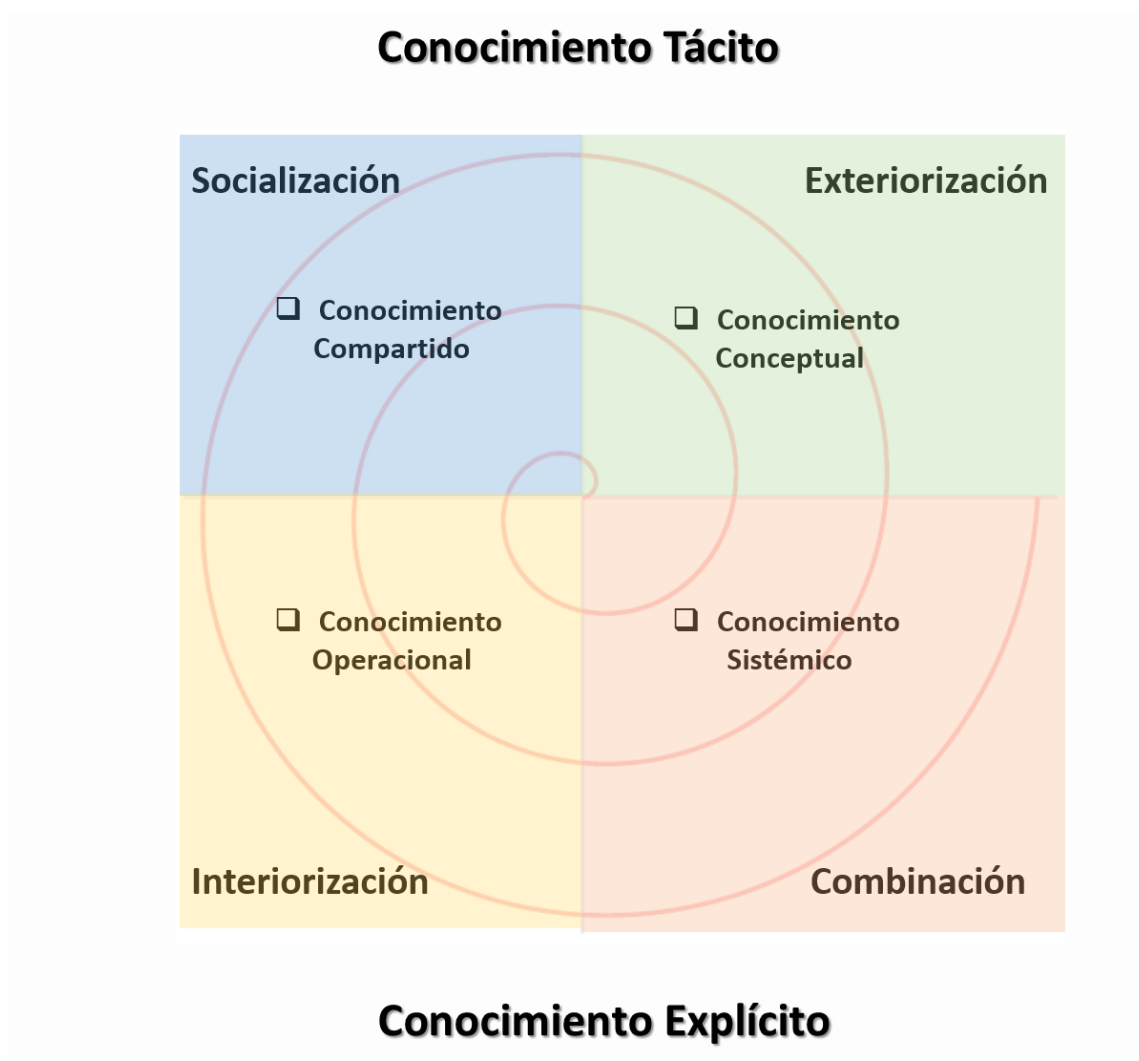 Conocimiento Tácito
Socialización
Exteriorización
❑ Conocimiento
Compartido
❑ Conocimiento
Conceptual
❑ Conocimiento
Operacional
❑ Conocimiento
Sistémico
Interiorización
Combinación
Conocimiento Explícito